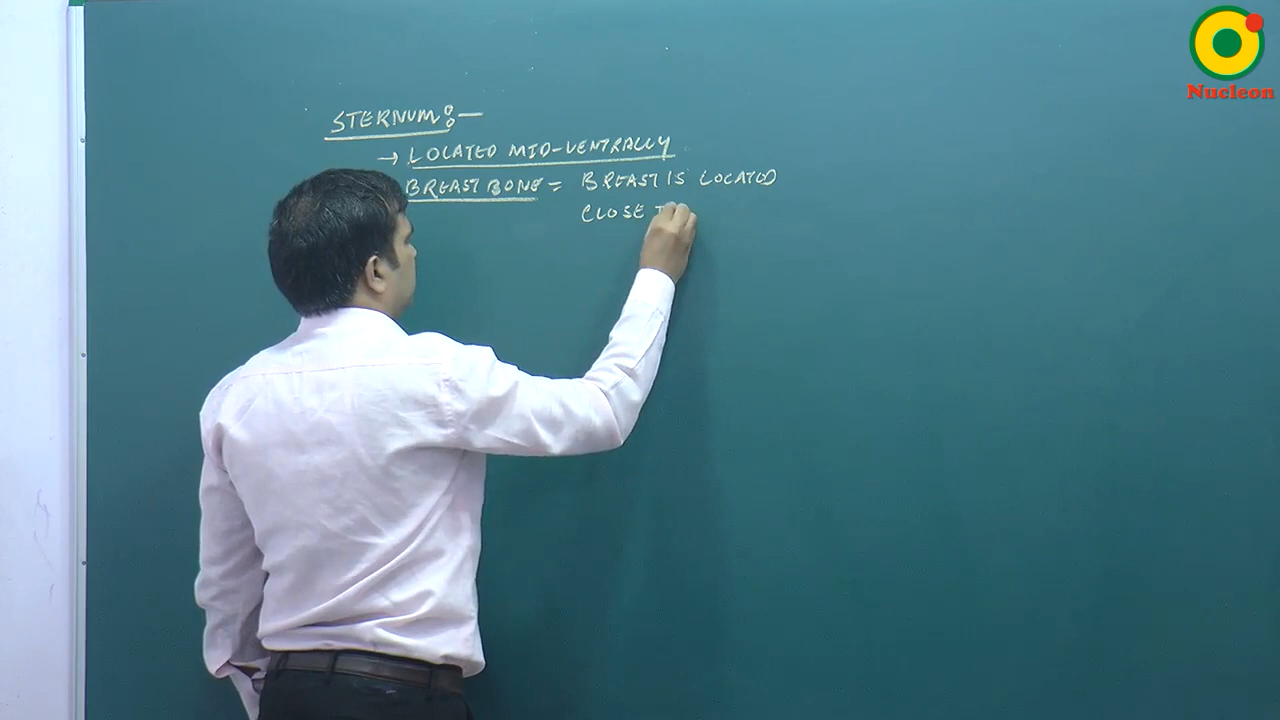 STERNUM:-
→ LOCATED MID-VENTRALLY
BREAST BONE = BREAST IS LOCATED
CLOSE T
Nucleon